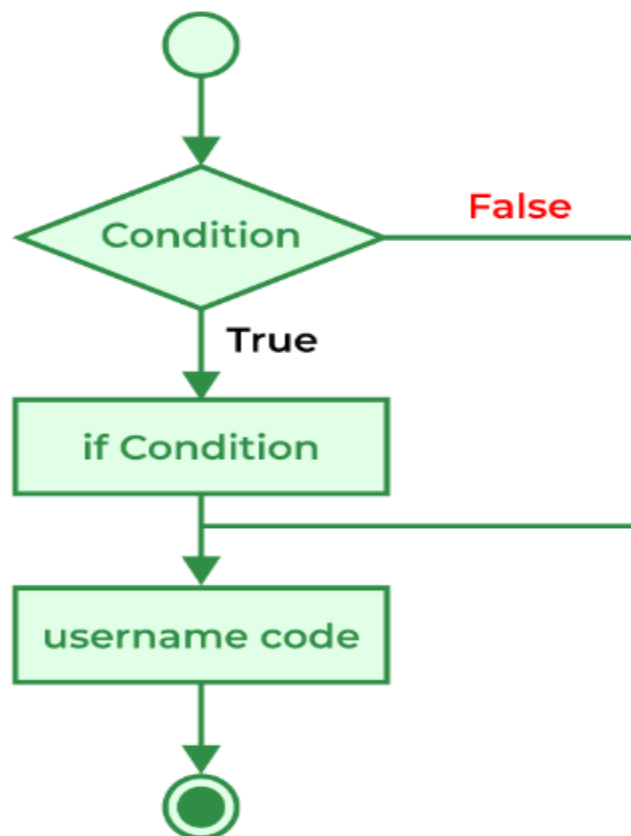 Condition
False
True
if Condition
username code